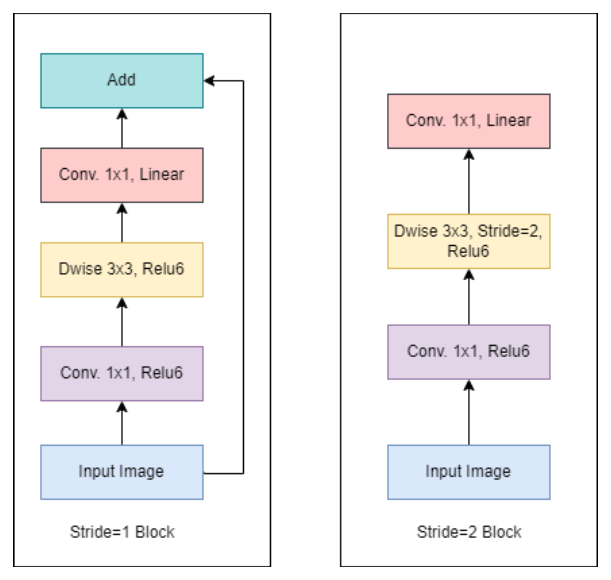 Add
Conv. 1x1, Linear
Dwise 3x3, Relu6
Conv. 1x1, Relu6
Input Image
Stride=1 Block
Conv. 1x1, Linear
Dwise 3x3, Stride=2,
Relu6
Conv. 1x1, Relu6
Input Image
Stride=2 Block